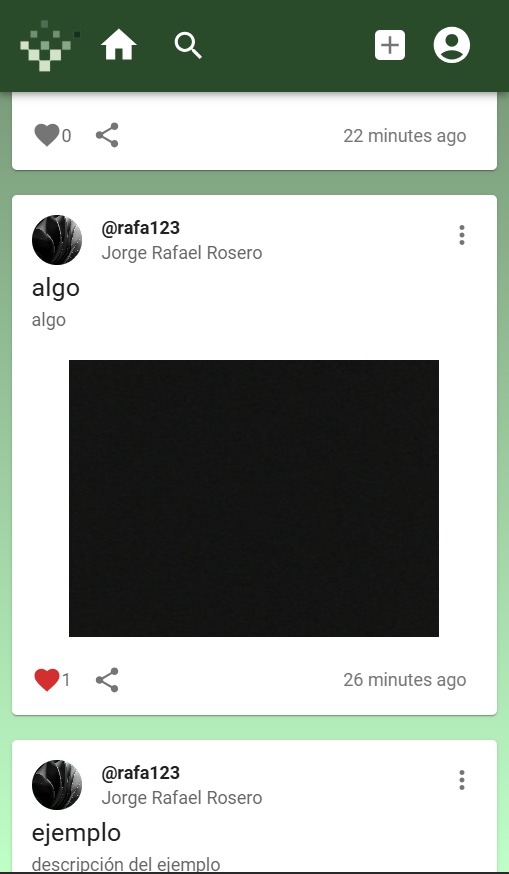 0
22 minutes ago
@rafa123
Jorge Rafael Rosero
algo
algo
1
26 minutes ago
@rafa123
Jorge Rafael Rosero
ejemplo
descripción del ejemplo